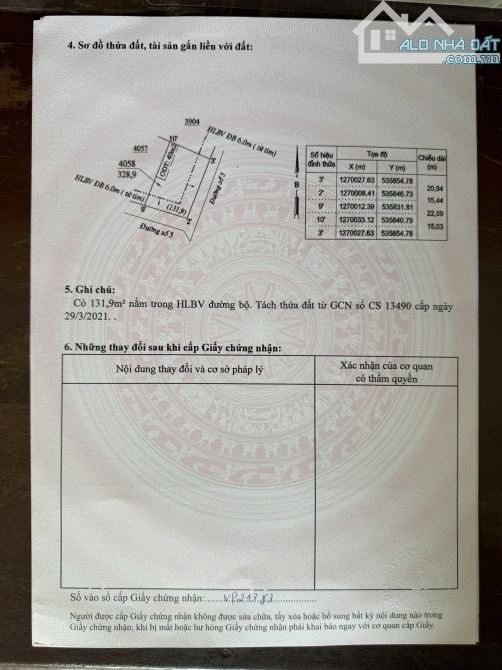 ALO NHÀ ĐẤT
.com.vn
4. Sơ đồ thửa đất, tài sản gắn liền với đất:
3904
4057
10'
HLBV ĐB 6.0m ( từ tim)
3'
4058
328,9
ODT: 40m2
HLBV ĐB 6.0m ( từ tim)
(131,9)
9'
2'
Đường số 5
Đường số 5
B
Số hiệu đỉnh thửa
Tọa độ
Chiều dài (m)
X (m)
Y (m)
3' 1270027.63 535854.78
20,84
2' 1270008.41 535846.73
15,44
9' 1270012.39 535831.81
22,59
10' 1270033.12 535840.79
15,03
3' 1270027.63 535854.78
5. Ghi chú:
Có 131,9m² nằm trong HLBV đường bộ. Tách thửa đất từ GCN số CS 13490 cấp ngày
29/3/2021. .
6. Những thay đổi sau khi cấp Giấy chứng nhận:
Nội dung thay đổi và cơ sở pháp lý
Xác nhận của cơ quan
có thẩm quyền
Số vào sổ cấp Giấy chứng nhận:
Người được cấp Giấy chứng nhận không được sửa chữa, tẩy xóa hoặc bổ sung bất kỳ nội dung nào trong
Giấy chứng nhận; khi bị mất hoặc hư hỏng Giấy chứng nhận phải khai báo ngay với cơ quan cấp Giấy.